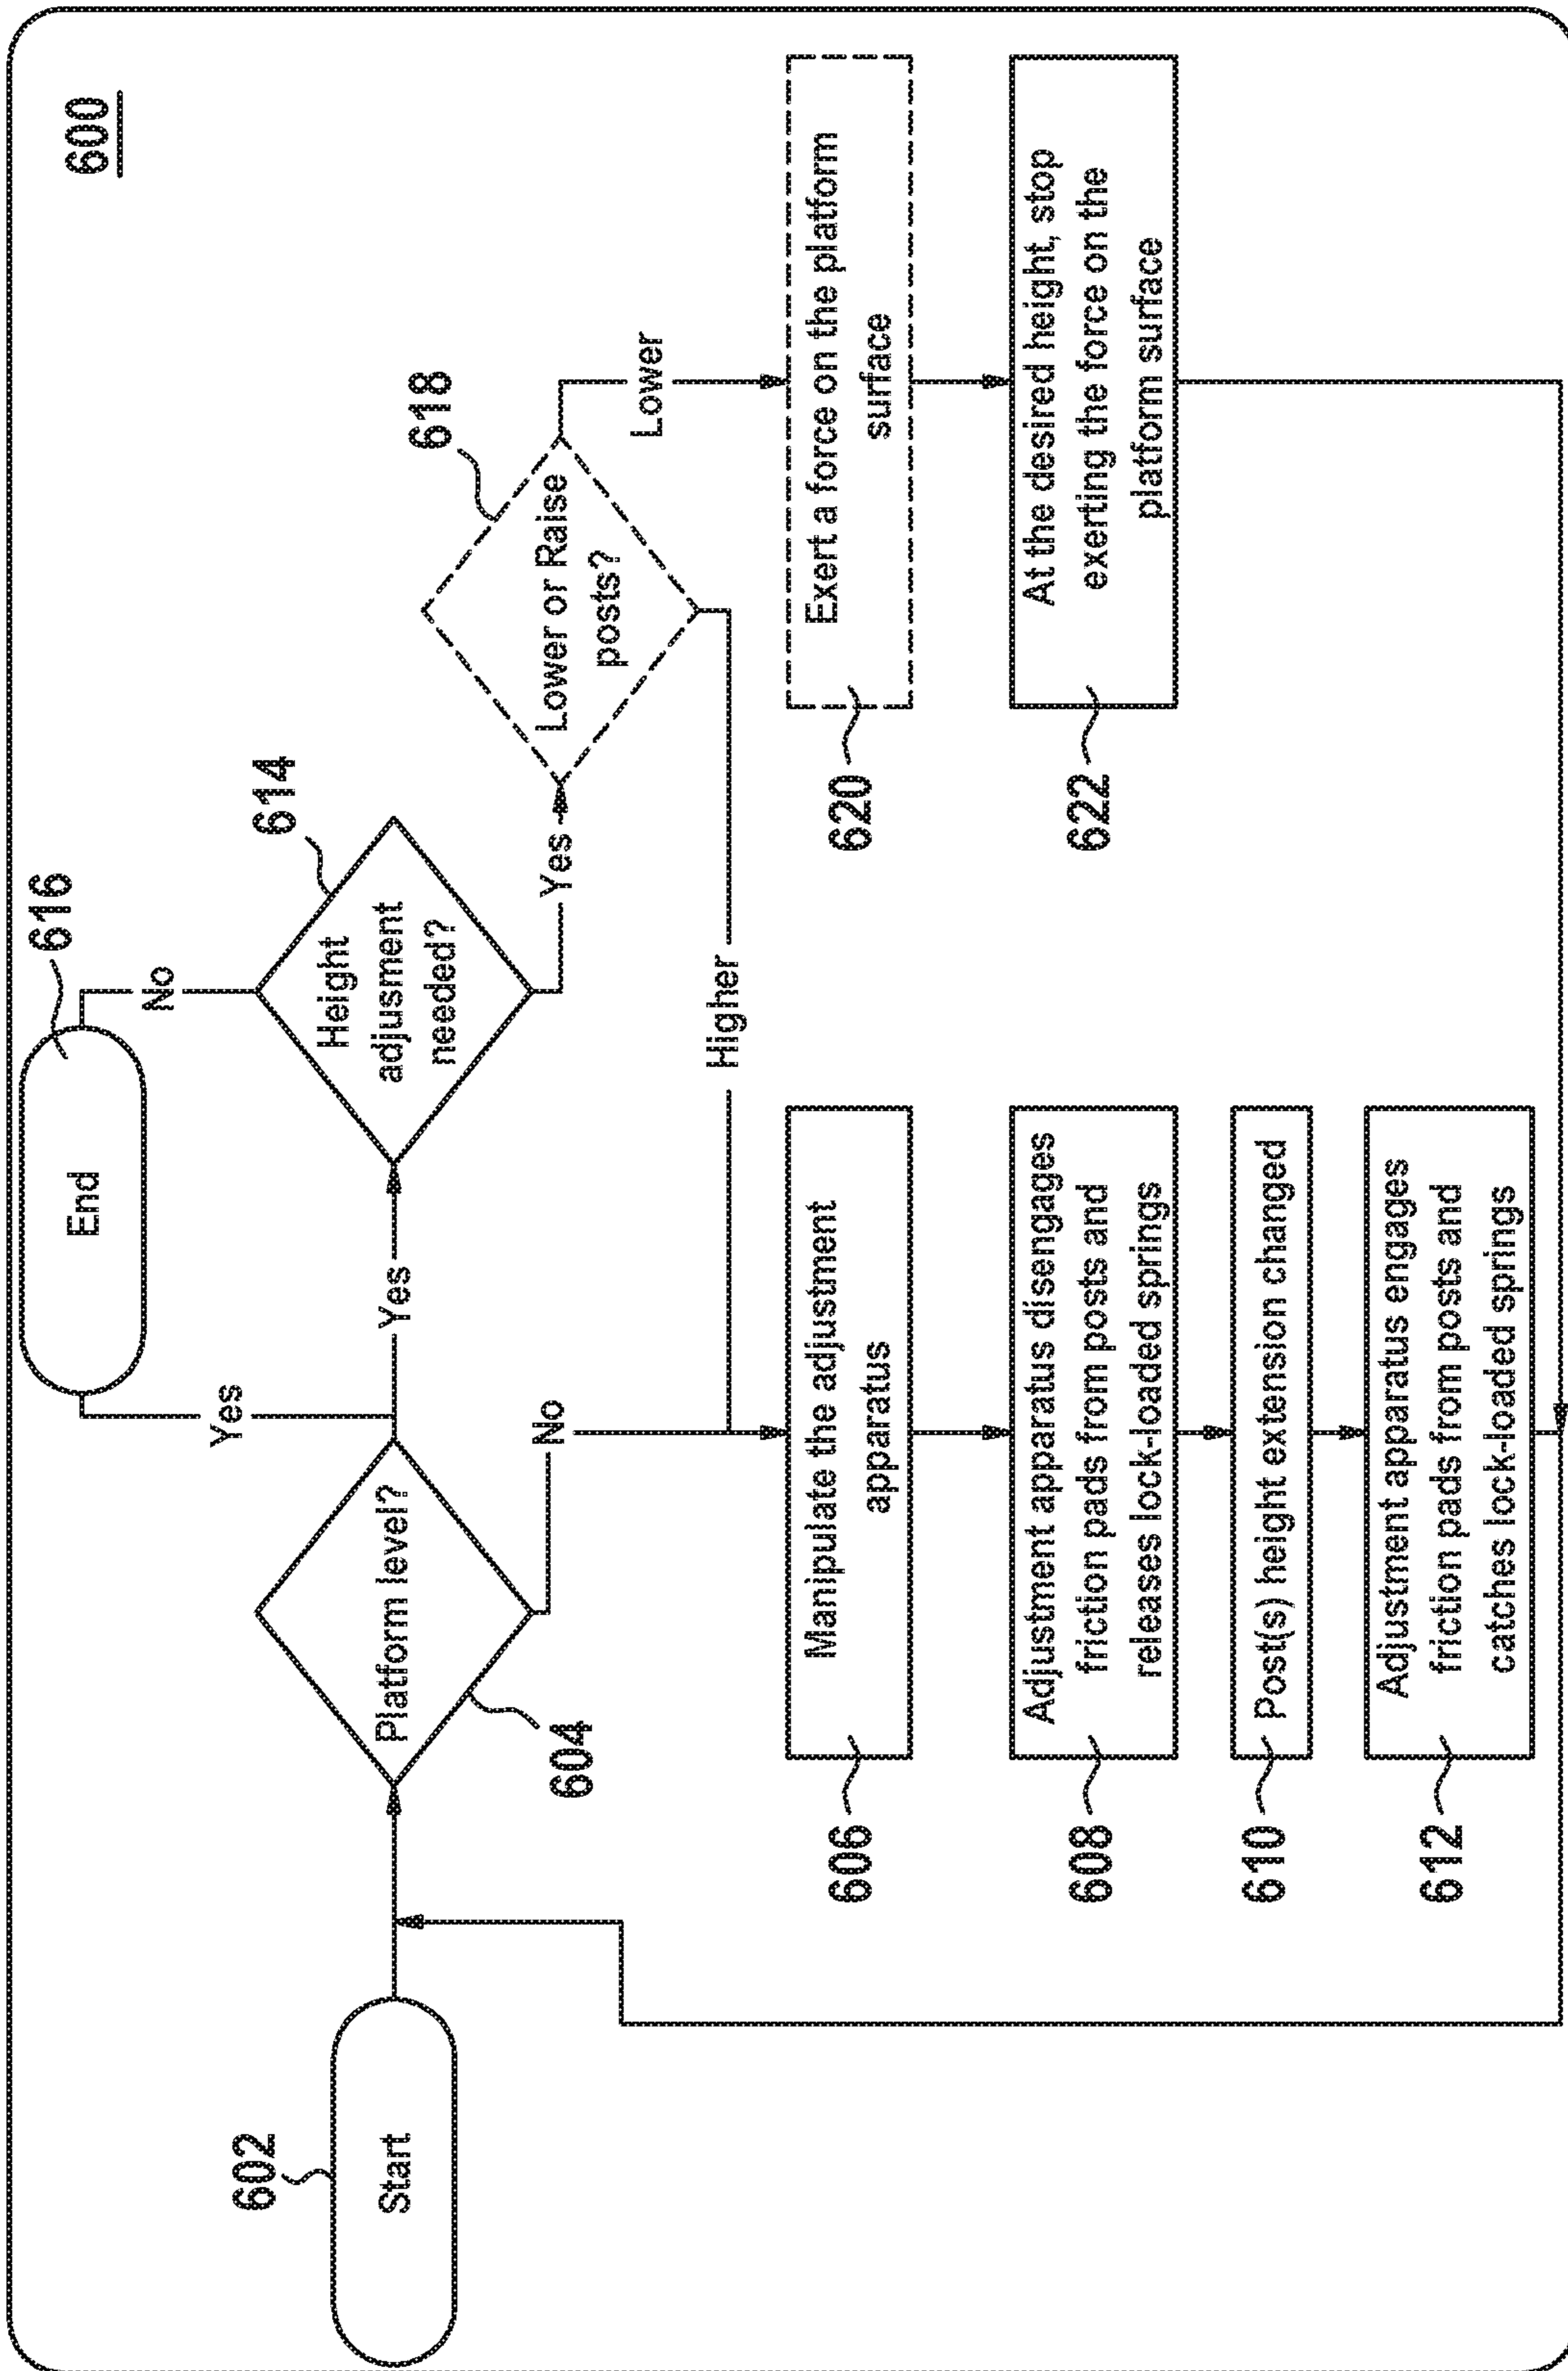 600
616
End
No
Yes
602
Start
614
Height
adjusment
needed?
Platform level?
Yes
618
604
Yes
Lower or Raise
posts?
No
Lower
Higher
606
Manipulate the adjustment
apparatus
620
Exert a force on the platform
surface
608
Adjustment apparatus disengages
friction pads from posts and
releases lock-loaded springs
622
At the desired height, stop
exerting the force on the
platform surface
610
Post(s) height extension changed
612
Adjustment apparatus engages
friction pads from posts and
catches lock-loaded springs